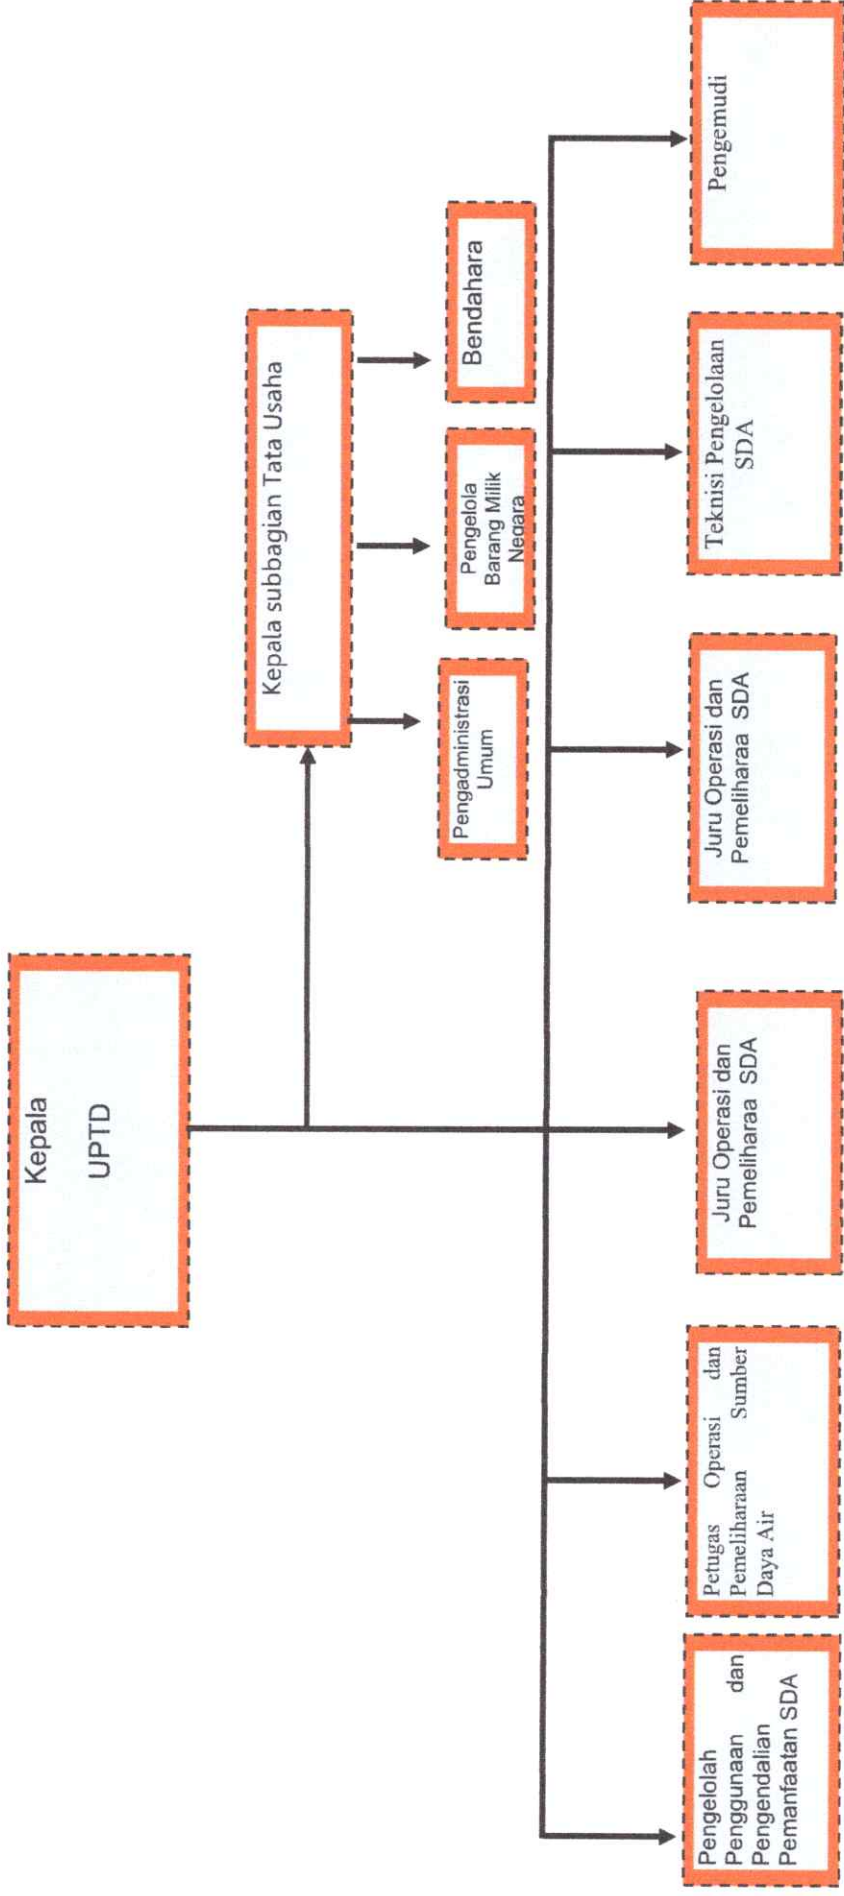 Kepala
UPTD
Kepala subbagian Tata Usaha
Pengadministrasi
Umum
Pengelola
Barang Milik
Negara
Bendahara
Pengelolah
Penggunaan dan
Pengendalian
Pemanfaatan SDA
Petugas Operasi dan
Pemeliharaan Sumber
Daya Air
Juru Operasi dan
Pemeliharaa SDA
Juru Operasi dan
Pemeliharaa SDA
Teknisi Pengelolaan
SDA
Pengemudi